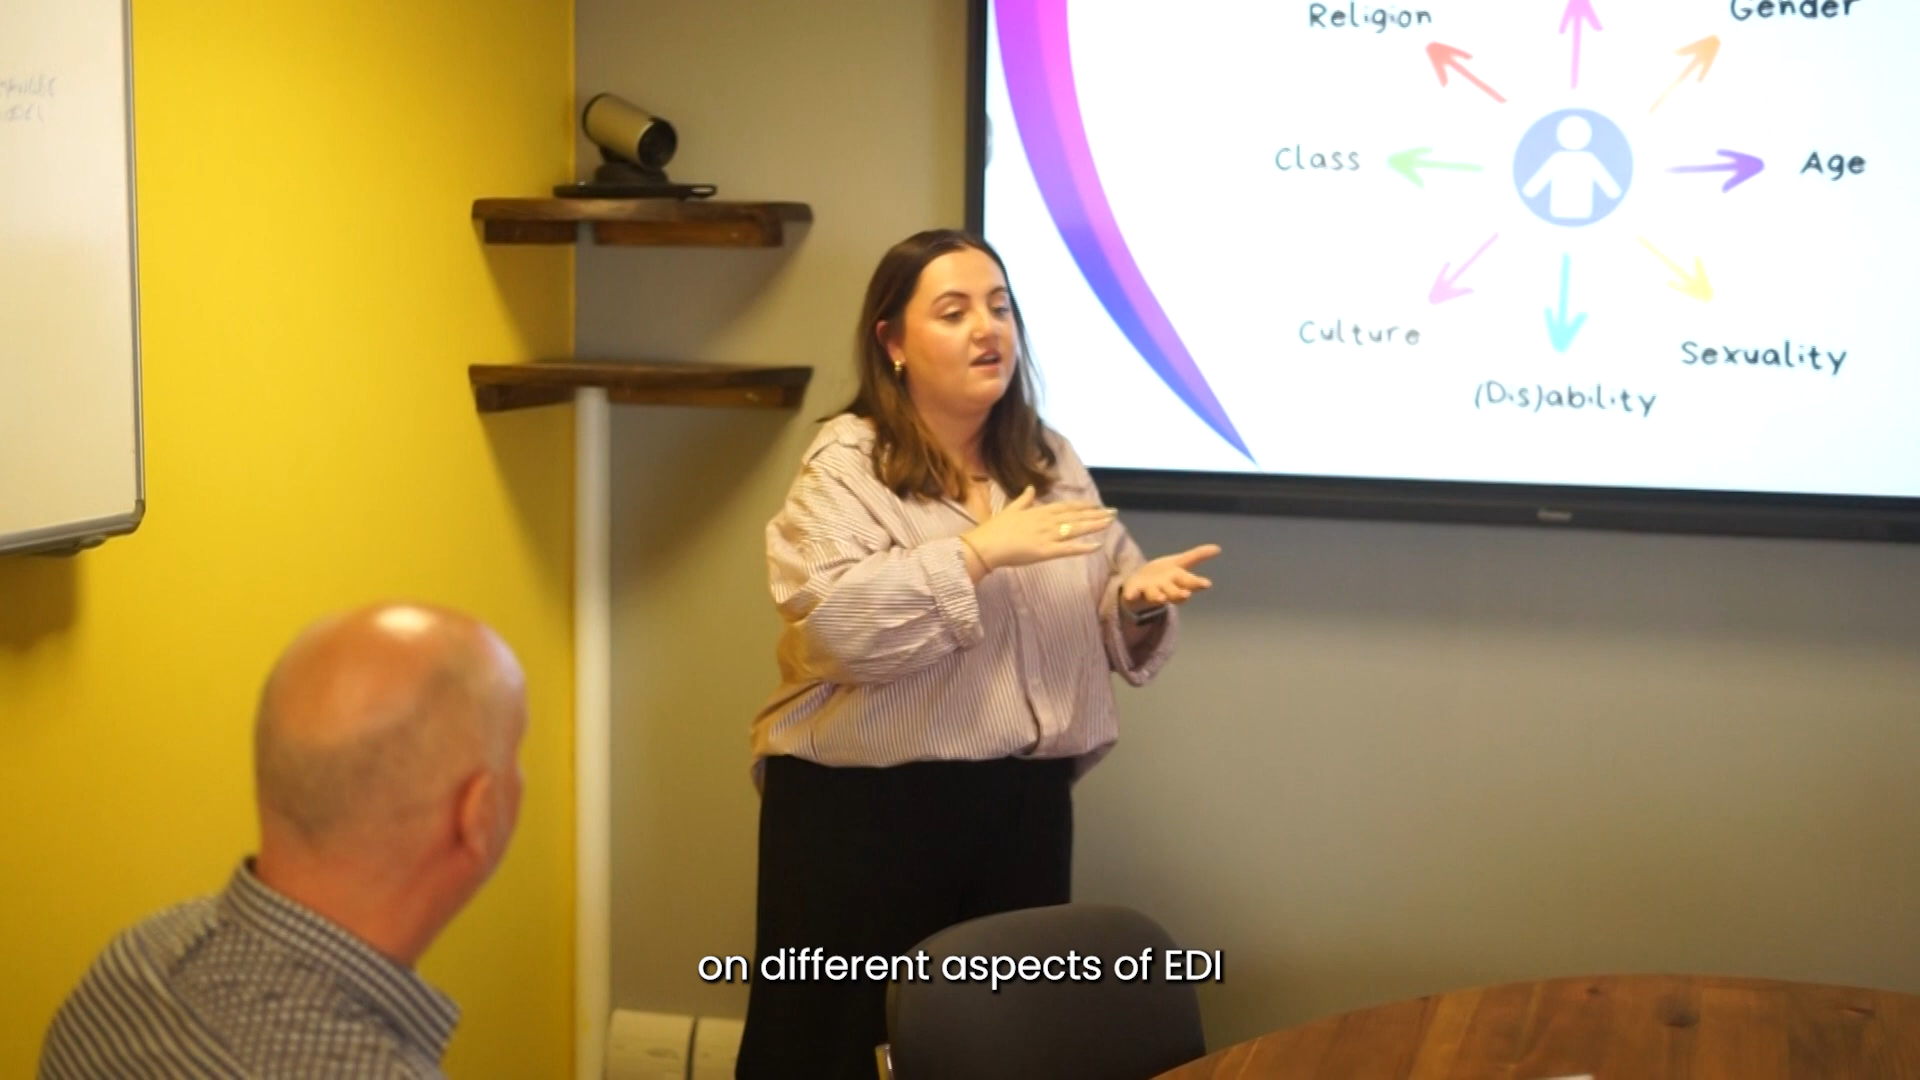 Religion
Gender
Class
Age
Culture
Sexuality
(Dis)ability
on different aspects of EDI